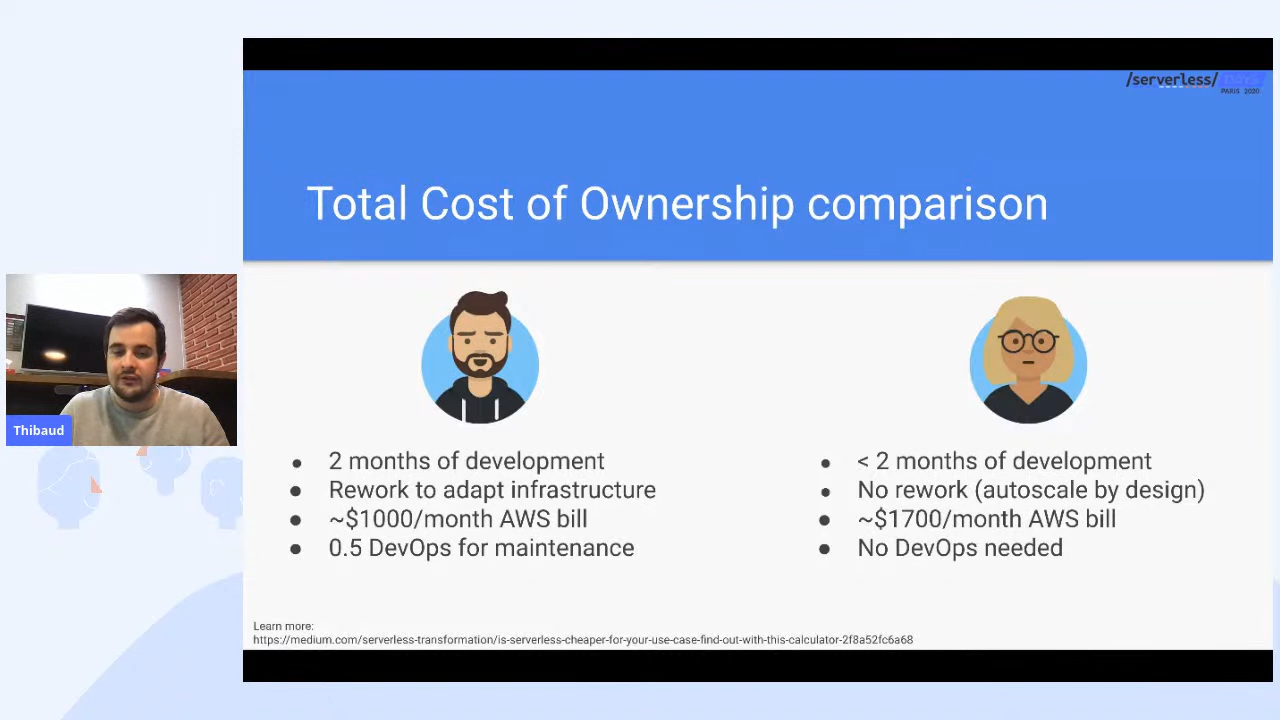 /serverless/ DAYS
PARIS 2020
Total Cost of Ownership comparison
Thibaud
• 2 months of development
• Rework to adapt infrastructure
• ~$1000/month AWS bill
• 0.5 DevOps for maintenance
• < 2 months of development
• No rework (autoscale by design)
• ~$1700/month AWS bill
• No DevOps needed
Learn more:
https://medium.com/serverless-transformation/is-serverless-cheaper-for-your-use-case-find-out-with-this-calculator-2f8a52fc6a68